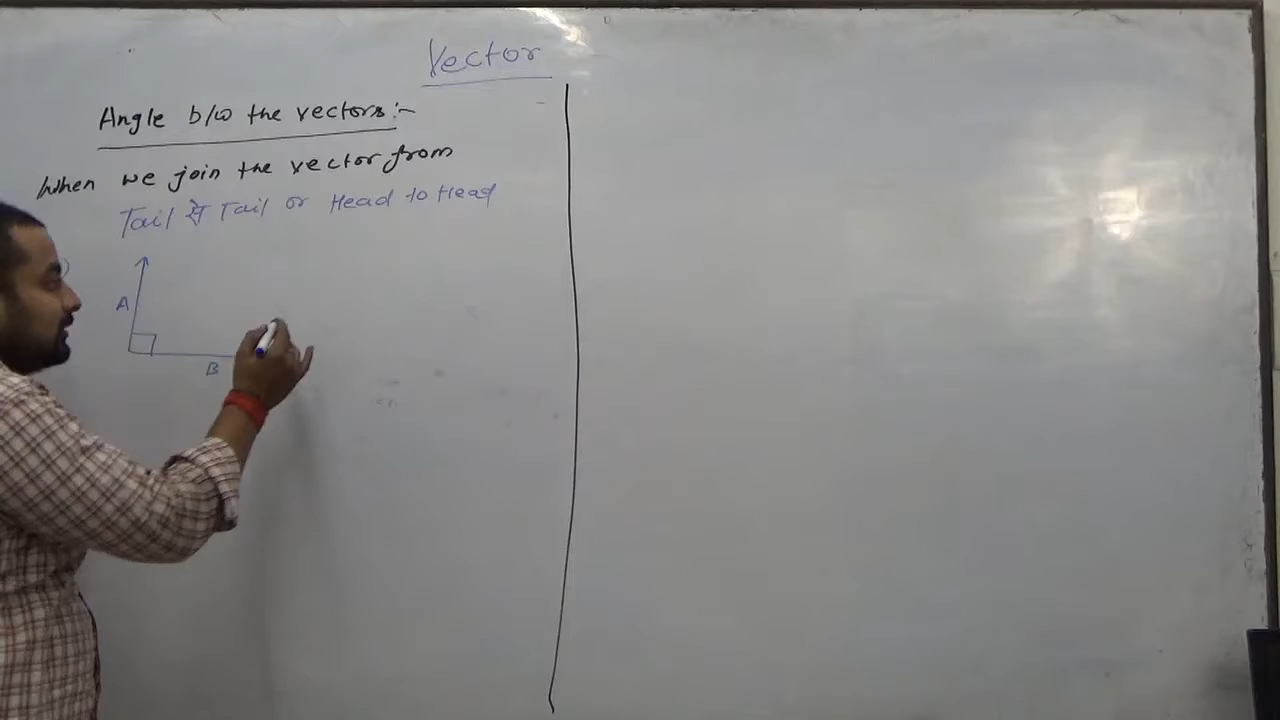 Vector
Angle b/w the vectors:-
When we join the vector from
Tail से Tail or Head to Head
A
B